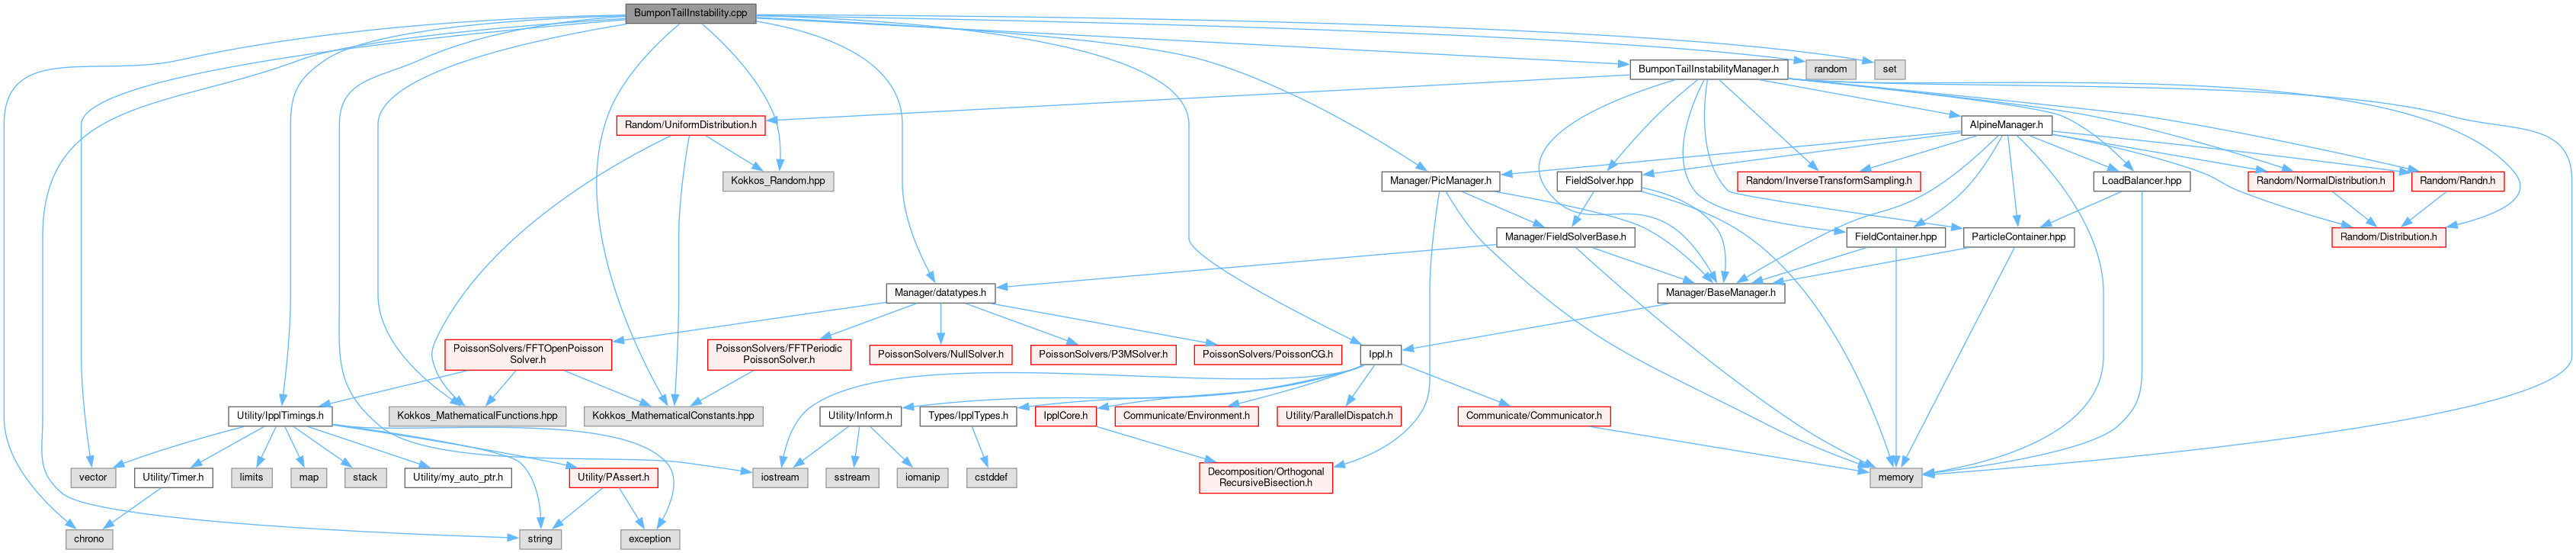 BumponTailInstability.cpp
BumponTailInstabilityManager.h
random
set
Random/UniformDistribution.h
AlpineManager.h
Kokkos_Random.hpp
Manager/PicManager.h
FieldSolver.hpp
Random/InverseTransformSampling.h
LoadBalancer.hpp
Random/NormalDistribution.h
Random/Randn.h
Manager/FieldSolverBase.h
FieldContainer.hpp
ParticleContainer.hpp
Random/Distribution.h
Manager/datatypes.h
Manager/BaseManager.h
PoissonSolvers/FFTOpenPoisson
Solver.h
PoissonSolvers/FFTPeriodic
PoissonSolver.h
PoissonSolvers/NullSolver.h
PoissonSolvers/P3MSolver.h
PoissonSolvers/PoissonCG.h
Ippl.h
Utility/IpplTimings.h
Kokkos_MathematicalFunctions.hpp
Kokkos_MathematicalConstants.hpp
Utility/Inform.h
Types/IpplTypes.h
IpplCore.h
Communicate/Environment.h
Utility/ParallelDispatch.h
Communicate/Communicator.h
vector
Utility/Timer.h
limits
map
stack
Utility/my_auto_ptr.h
Utility/PAssert.h
iostream
sstream
iomanip
cstddef
Decomposition/Orthogonal
RecursiveBisection.h
memory
chrono
string
exception